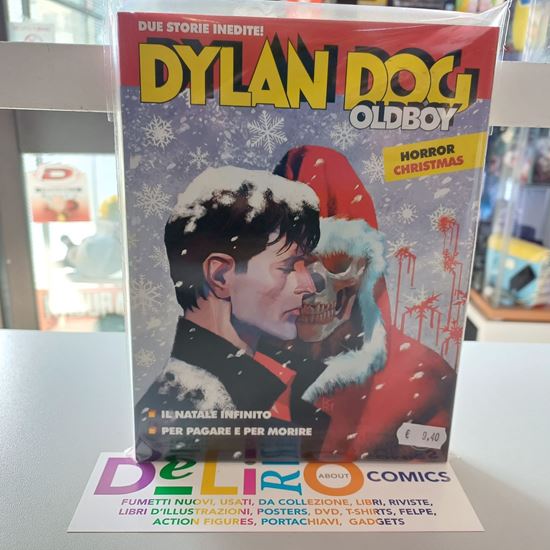 DUE STORIE INEDITE!
DYLAN DOG
OLDBOY
HORROR
CHRISTMAS
IL NATALE INFINITO
PER PAGARE E PER MORIRE
€ 9,40
DeLiRiO ABOUT COMICS
FUMETTI NUOVI, USATI, DA COLLEZIONE, LIBRI, RIVISTE,
LIBRI D'ILLUSTRAZIONI, POSTERS, DVD, T-SHIRTS, FELPE,
ACTION FIGURES, PORTACHIAVI, GADGETS